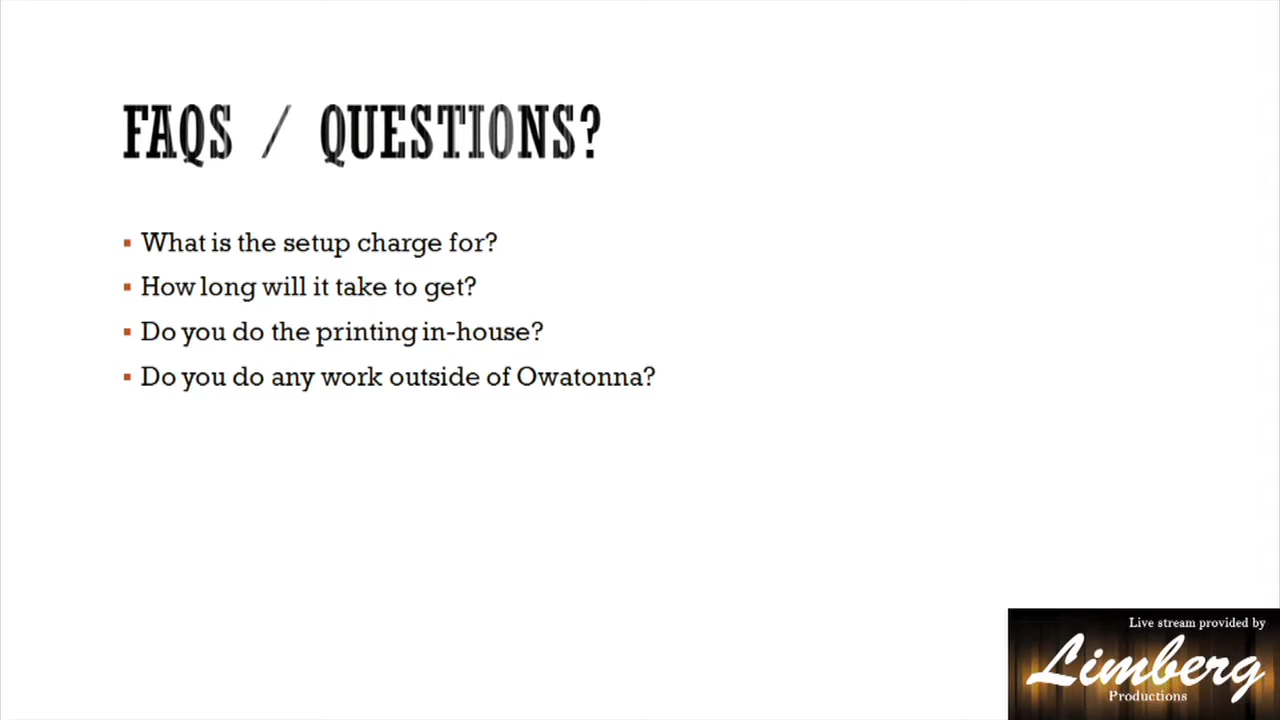 FAQS / QUESTIONS?
What is the setup charge for?
How long will it take to get?
Do you do the printing in-house?
Do you do any work outside of Owatonna?
Live stream provided by
Limberg
Productions